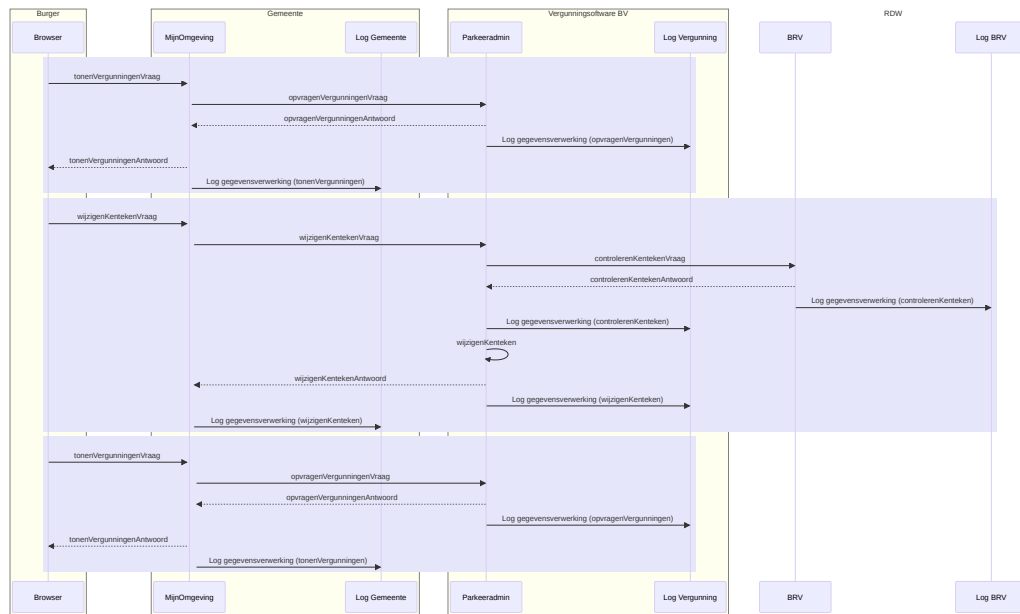 Burger
Gemeente
Vergunningsoftware BV
RDW
Browser
MijnOmgeving
Log Gemeente
Parkeeradmin
Log Vergunning
BRV
Log BRV
tonenVergunningenVraag
opvragenVergunningenVraag
opvragenVergunningenAntwoord
Log gegevensverwerking (opvragenVergunningen)
tonenVergunningenAntwoord
Log gegevensverwerking (tonenVergunningen)
wijzigenKentekenVraag
wijzigenKentekenVraag
controlerenKentekenVraag
controlerenKentekenAntwoord
Log gegevensverwerking (controlerenKenteken)
Log gegevensverwerking (controlerenKenteken)
wijzigenKenteken
wijzigenKentekenAntwoord
Log gegevensverwerking (wijzigenKenteken)
Log gegevensverwerking (wijzigenKenteken)
tonenVergunningenVraag
opvragenVergunningenVraag
opvragenVergunningenAntwoord
Log gegevensverwerking (opvragenVergunningen)
tonenVergunningenAntwoord
Log gegevensverwerking (tonenVergunningen)
Browser
MijnOmgeving
Log Gemeente
Parkeeradmin
Log Vergunning
BRV
Log BRV